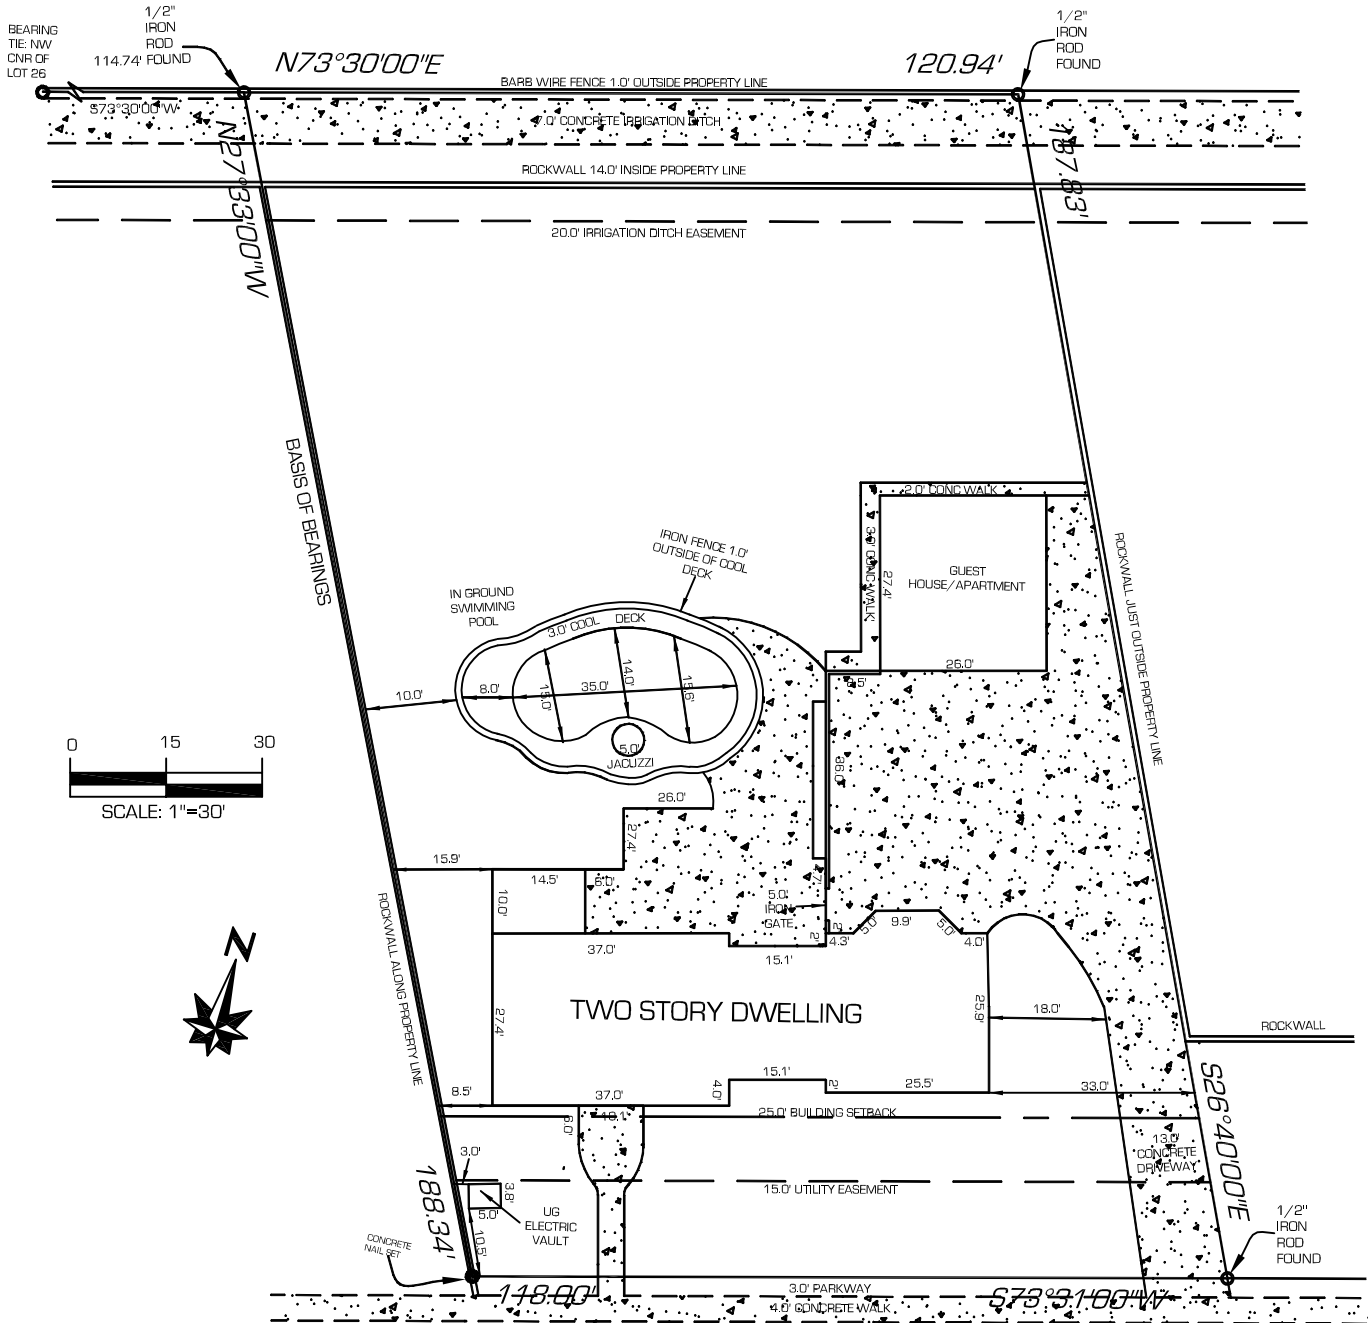 BEARING
TIE: NW
CNR OF
LOT 26
1/2"
IRON
ROD
FOUND
114.74'
S73°30'00"W
N73°30'00"E
120.94'
1/2"
IRON
ROD
FOUND
BARB WIRE FENCE 1.0' OUTSIDE PROPERTY LINE
7.0' CONCRETE IRRIGATION DITCH
ROCKWALL 14.0' INSIDE PROPERTY LINE
20.0' IRRIGATION DITCH EASEMENT
N27°33'00"W
187.83'
BASIS OF BEARINGS
IRON FENCE 1.0'
OUTSIDE OF COOL
DECK
IN GROUND
SWIMMING
POOL
3.0' COOL DECK
2.0' CONC WALK
3.0' CONC WALK
27.4'
GUEST
HOUSE/APARTMENT
26.0'
ROCKWALL JUST OUTSIDE PROPERTY LINE
10.0'
8.0'
35.0'
15.0'
14.0'
15.6'
5.0'
JACUZZI
36.0'
0 15 30
SCALE: 1"=30'
26.0'
27.4'
15.9'
14.5'
6.0'
10.0'
5.0'
IRON
GATE
2'
2'
4.3'
5.0'
9.9'
5.0'
4.0'
37.0'
15.1'
ROCKWALL ALONG PROPERTY LINE
N
27.4'
TWO STORY DWELLING
25.9'
18.0'
ROCKWALL
8.5'
37.0'
4.0'
15.1'
2'
25.5'
33.0'
6.0'
25.0' BUILDING SETBACK
S26°40'00"E
13.0'
CONCRETE
DRIVEWAY
3.0'
3.8'
5.0'
10.5'
UG
ELECTRIC
VAULT
15.0' UTILITY EASEMENT
188.34'
CONCRETE
NAIL SET
1/2"
IRON
ROD
FOUND
118.00'
3.0' PARKWAY
S73°31'00"W
4.0' CONCRETE WALK